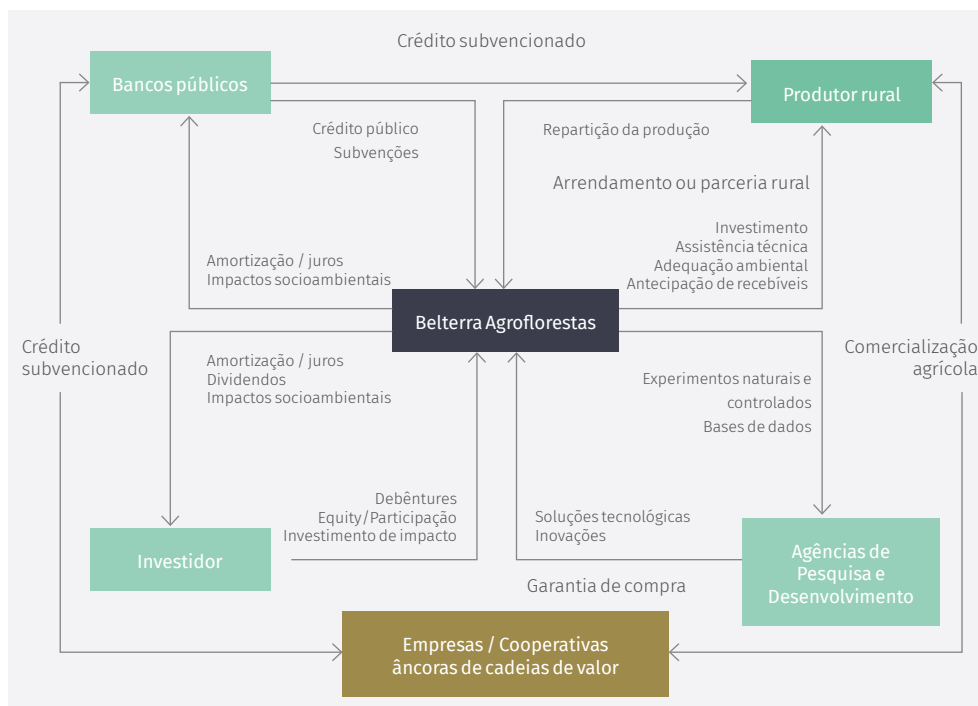 Crédito subvencionado
Bancos públicos
Produtor rural
Crédito público
Subvenções
Repartição da produção
Arrendamento ou parceria rural
Investimento
Assistência técnica
Adequação ambiental
Antecipação de recebíveis
Amortização / juros
Impactos socioambientais
Belterra Agroflorestas
Crédito
subvencionado
Comercialização
agrícola
Amortização / juros
Dividendos
Impactos socioambientais
Experimentos naturais e
controlados
Bases de dados
Debêntures
Equity/Participação
Investimento de impacto
Soluções tecnológicas
Inovações
Investidor
Agências de
Pesquisa e
Desenvolvimento
Garantia de compra
Empresas / Cooperativas
âncoras de cadeias de valor